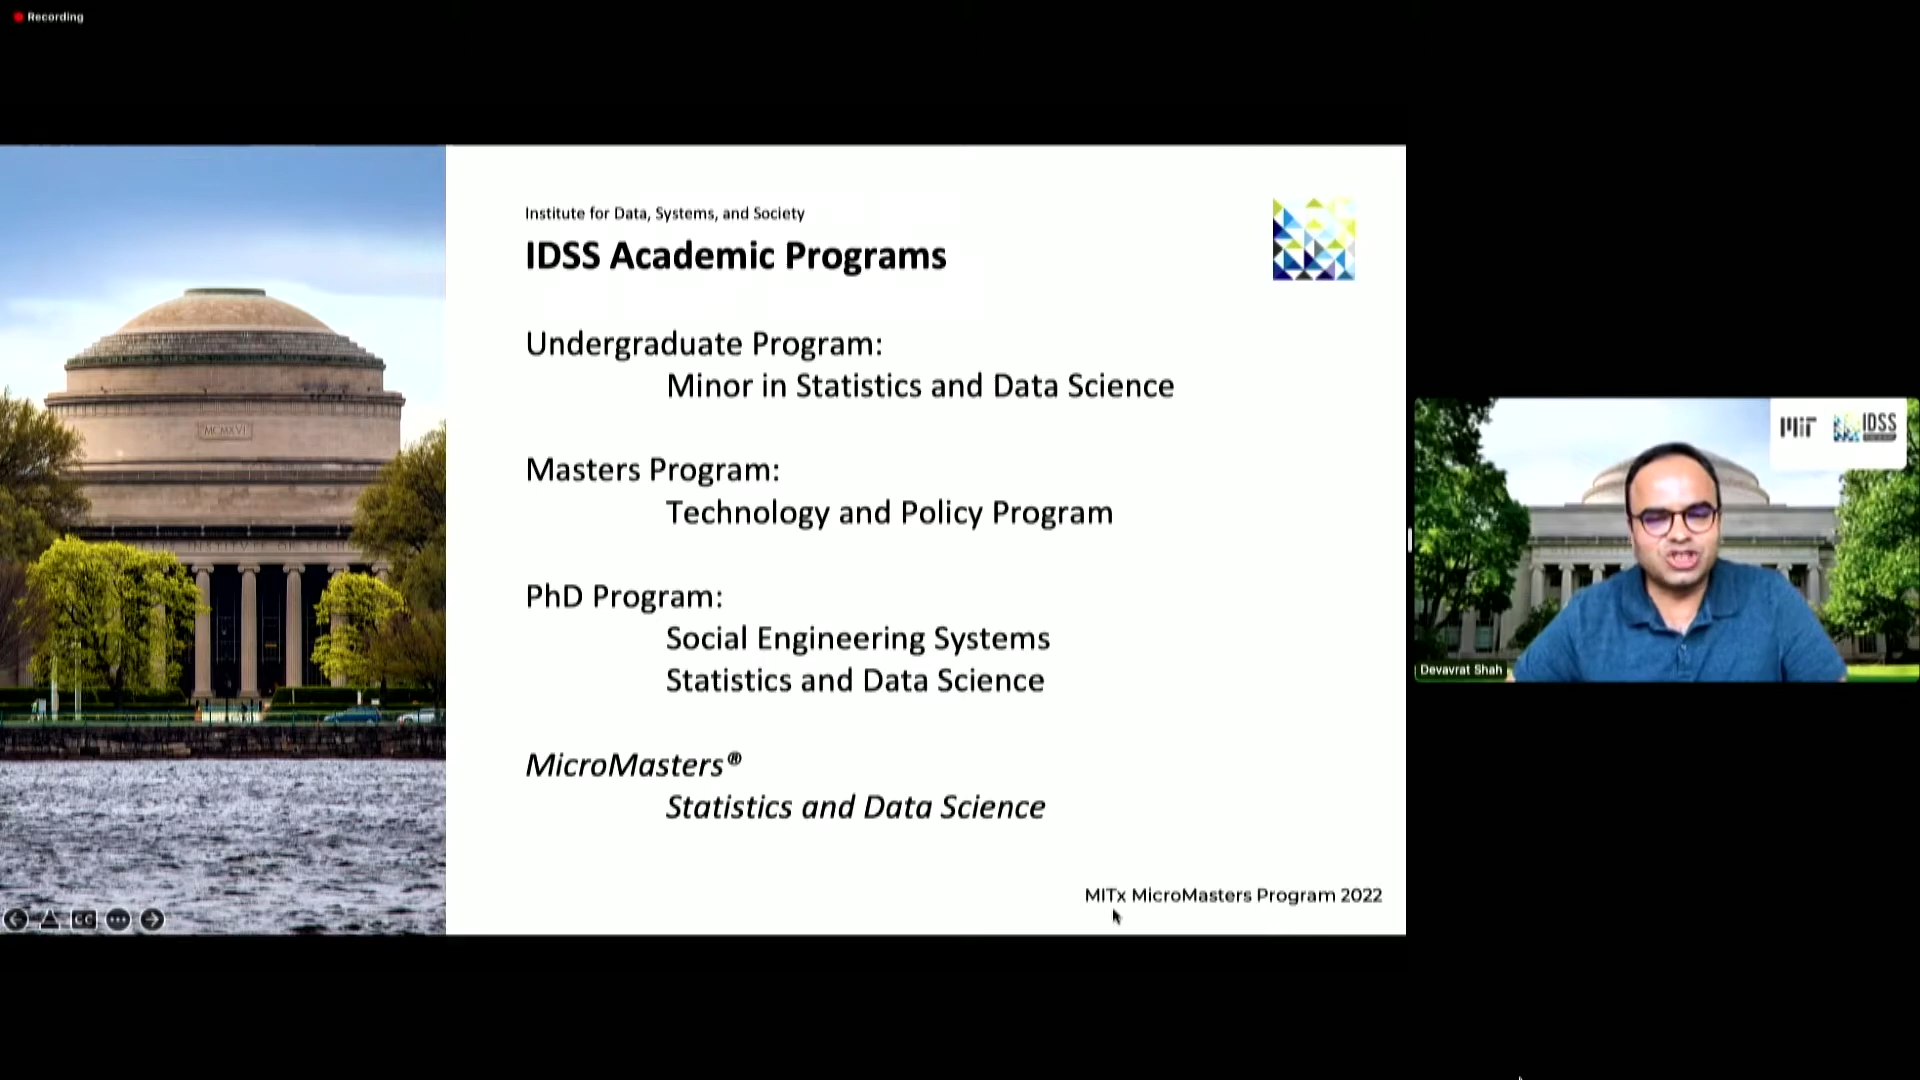 Recording
Institute for Data, Systems, and Society
IDSS Academic Programs
Undergraduate Program:
Minor in Statistics and Data Science
Masters Program:
Technology and Policy Program
PhD Program:
Social Engineering Systems
Statistics and Data Science
MicroMasters®
Statistics and Data Science
MITx MicroMasters Program 2022
MCMXVI
CC
MIT IDSS
Devavrat Shah